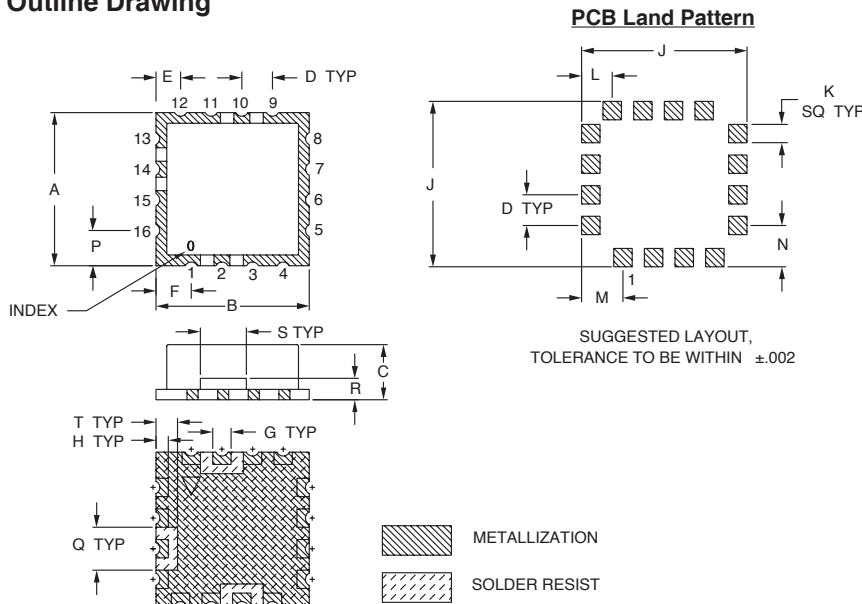 Outline Drawing
PCB Land Pattern
E
D TYP
12 11 10 9
13
14
15
16
8
7
6
5
A
P
0
1 2 3 4
F
B
INDEX
J
L
K
SQ TYP
J
D TYP
N
M
1
SUGGESTED LAYOUT,
TOLERANCE TO BE WITHIN ±.002
S TYP
C
R
T TYP
H TYP
G TYP
Q TYP
METALLIZATION
SOLDER RESIST